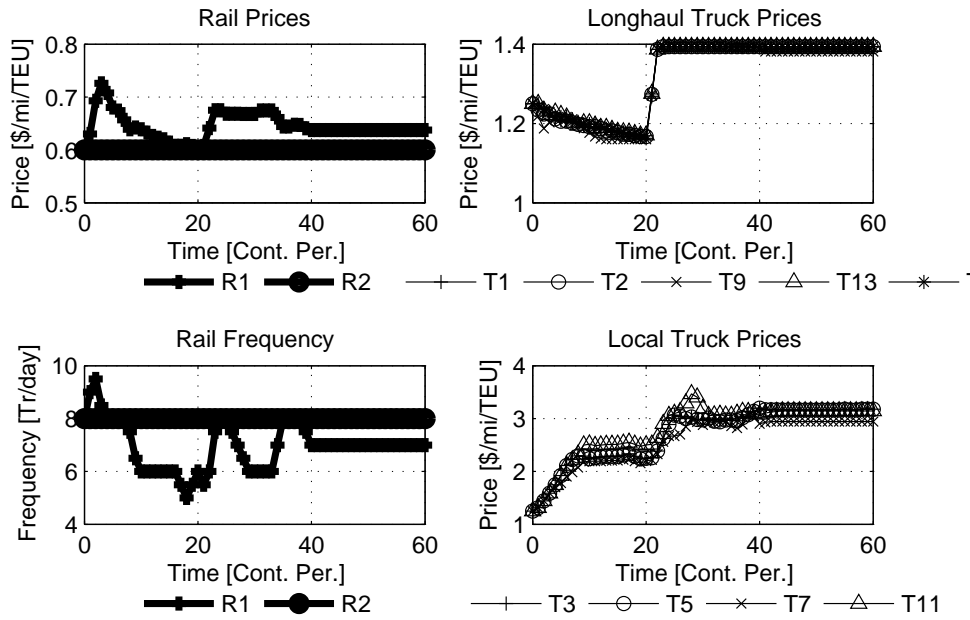 Rail Prices
0.8
0.7
0.6
0.5
0 20 40 60
Price [$/mi/TEU]
Time [Cont. Per.]
R1 R2
Longhaul Truck Prices
1.4
1.2
1
0 20 40 60
Price [$/mi/TEU]
Time [Cont. Per.]
T1 T2 T9 T13 T
Rail Frequency
10
8
6
4
0 20 40 60
Frequency [Tr/day]
Time [Cont. Per.]
R1 R2
Local Truck Prices
4
3
2
1
0 20 40 60
Price [$/mi/TEU]
Time [Cont. Per.]
T3 T5 T7 T11